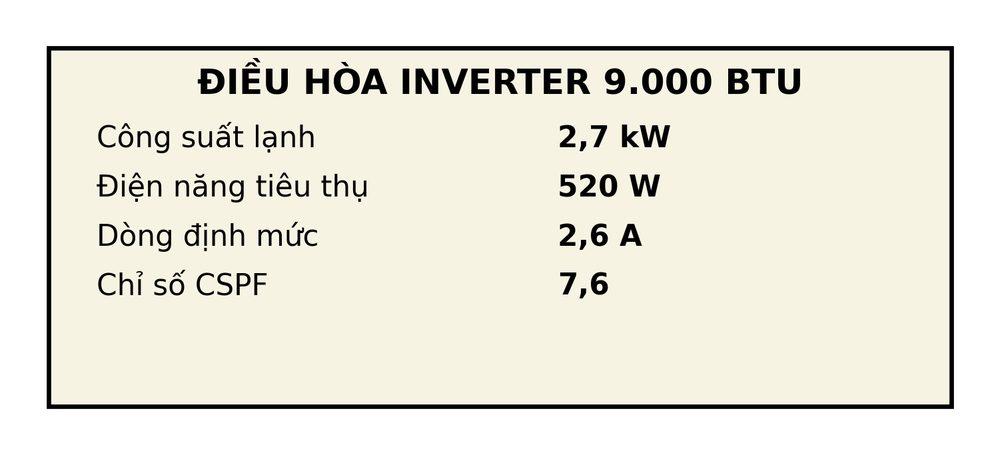 ĐIỀU HÒA INVERTER 9.000 BTU
Công suất lạnh 2,7 kW
Điện năng tiêu thụ 520 W
Dòng định mức 2,6 A
Chỉ số CSPF 7,6